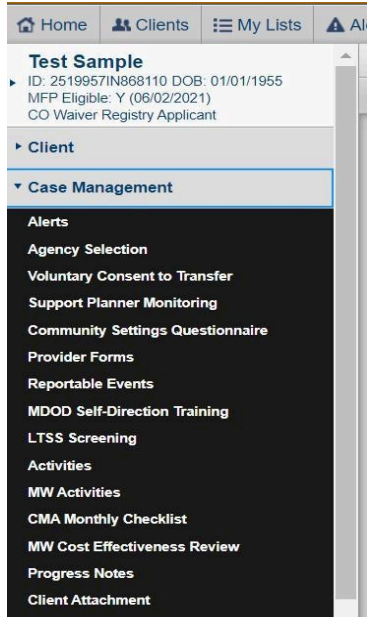 Home Clients My Lists Al
Test Sample
ID: 2519957IN868110 DOB: 01/01/1955
MFP Eligible: Y (06/02/2021)
CO Waiver Registry Applicant
Client
Case Management
Alerts
Agency Selection
Voluntary Consent to Transfer
Support Planner Monitoring
Community Settings Questionnaire
Provider Forms
Reportable Events
MDOD Self-Direction Training
LTSS Screening
Activities
MW Activities
CMA Monthly Checklist
MW Cost Effectiveness Review
Progress Notes
Client Attachment